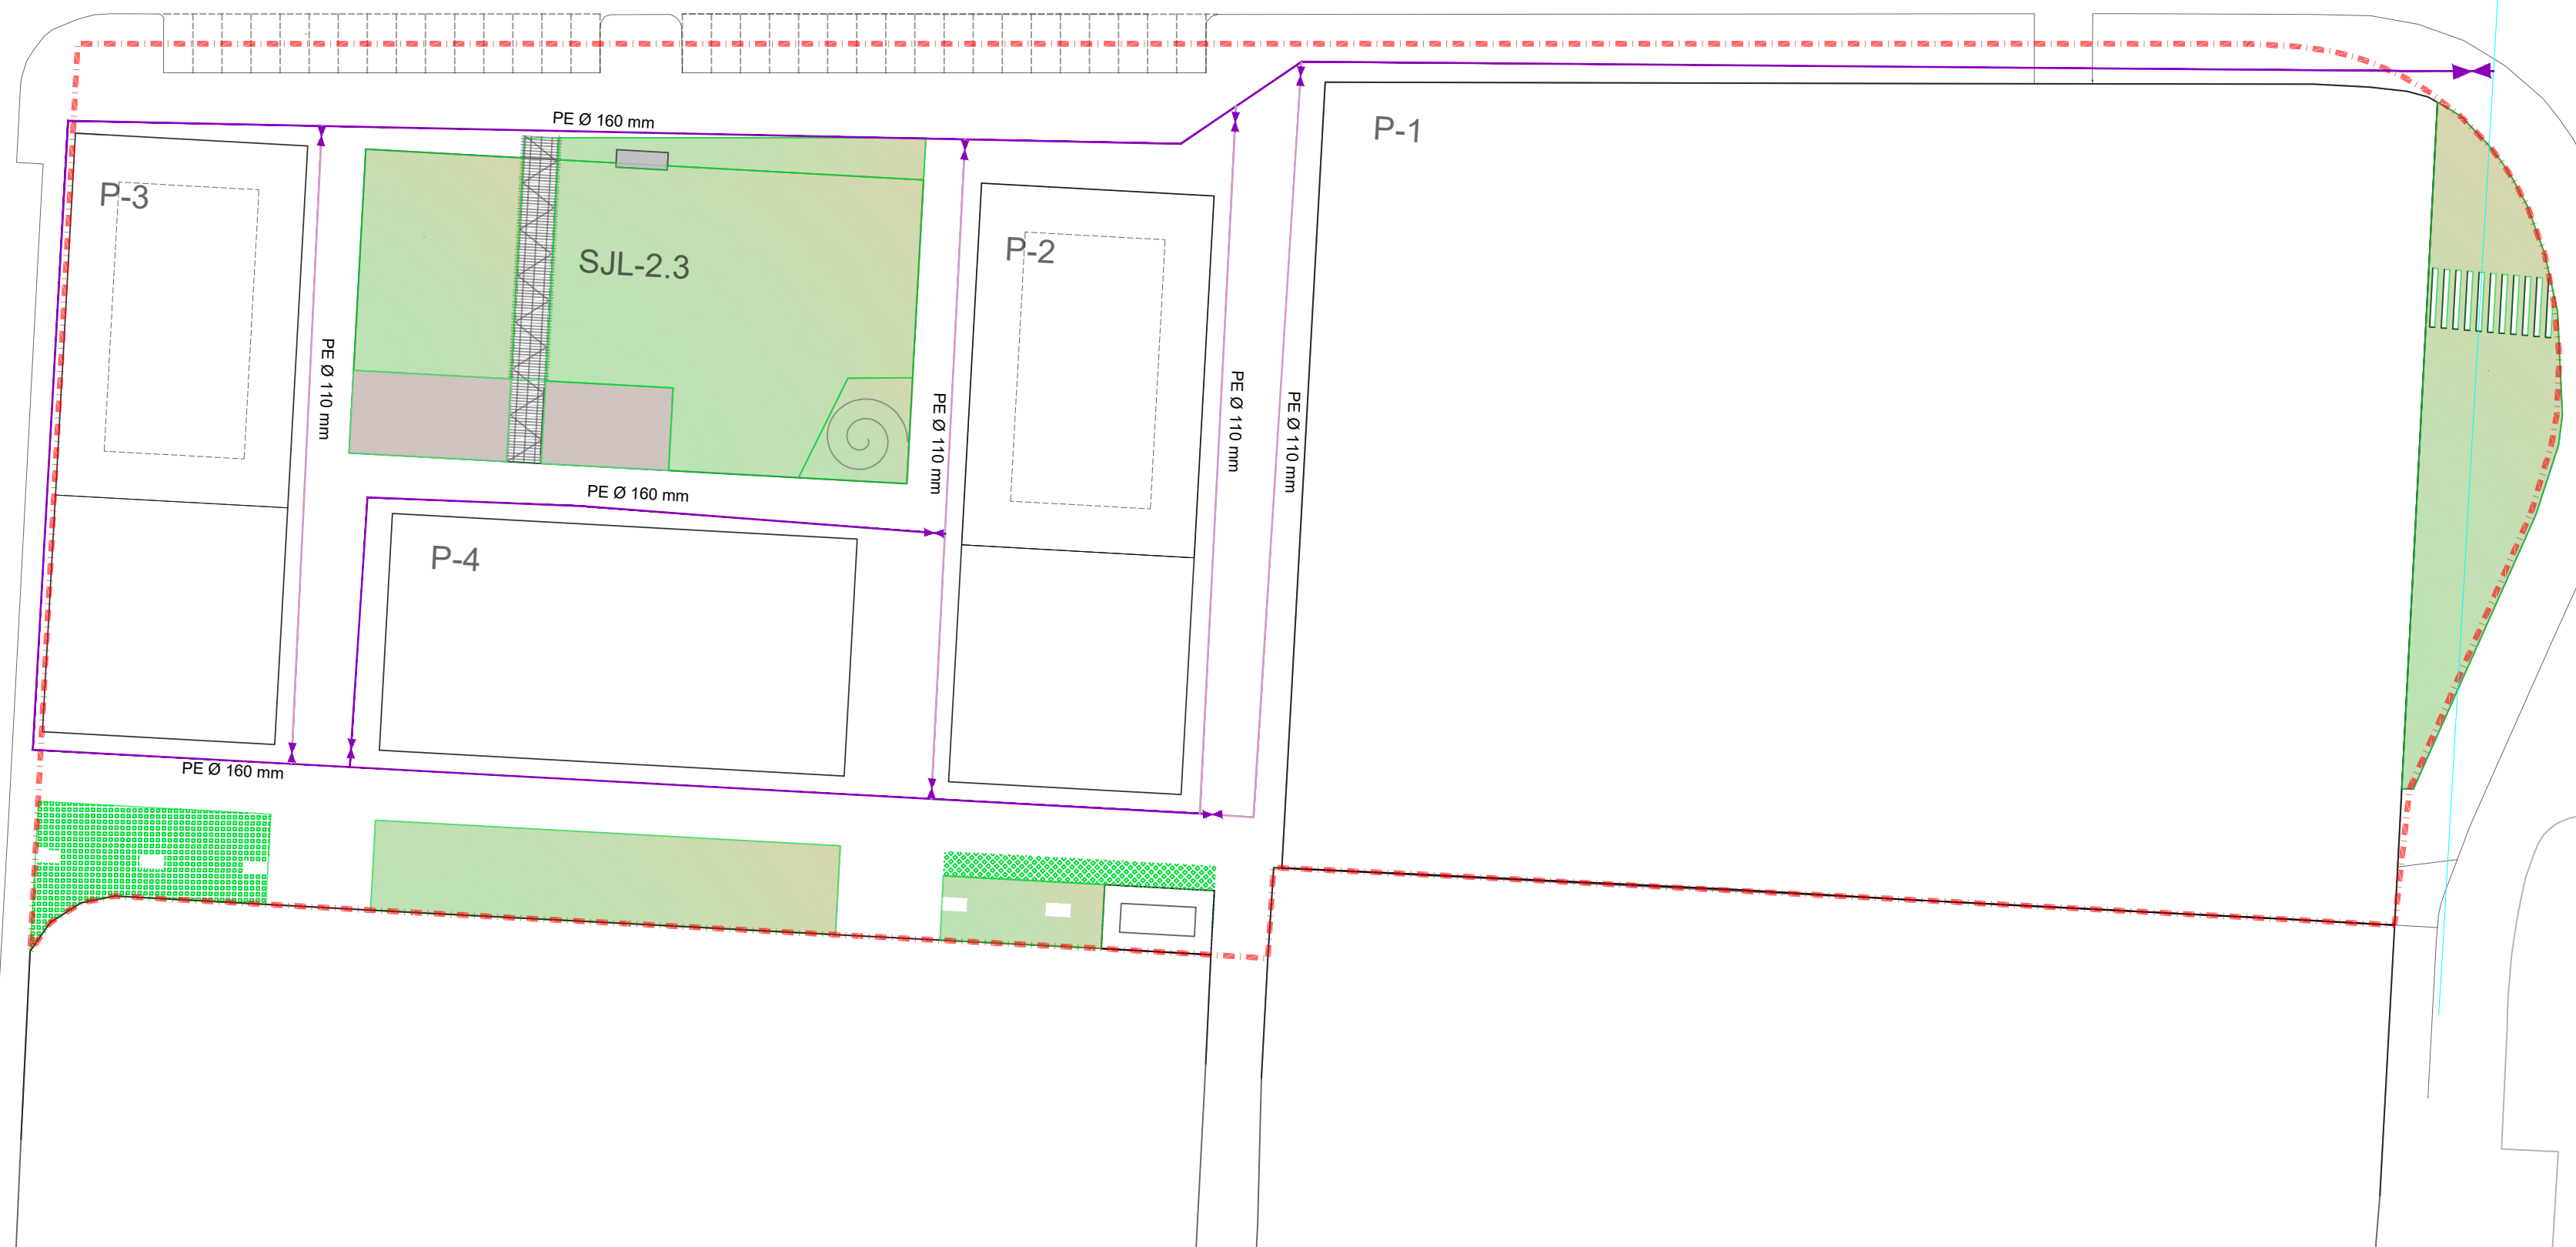 PE Ø 160 mm
P-1
P-3
P-2
SJL-2.3
PE Ø 110 mm
PE Ø 110 mm
PE Ø 110 mm
PE Ø 110 mm
PE Ø 160 mm
P-4
PE Ø 160 mm